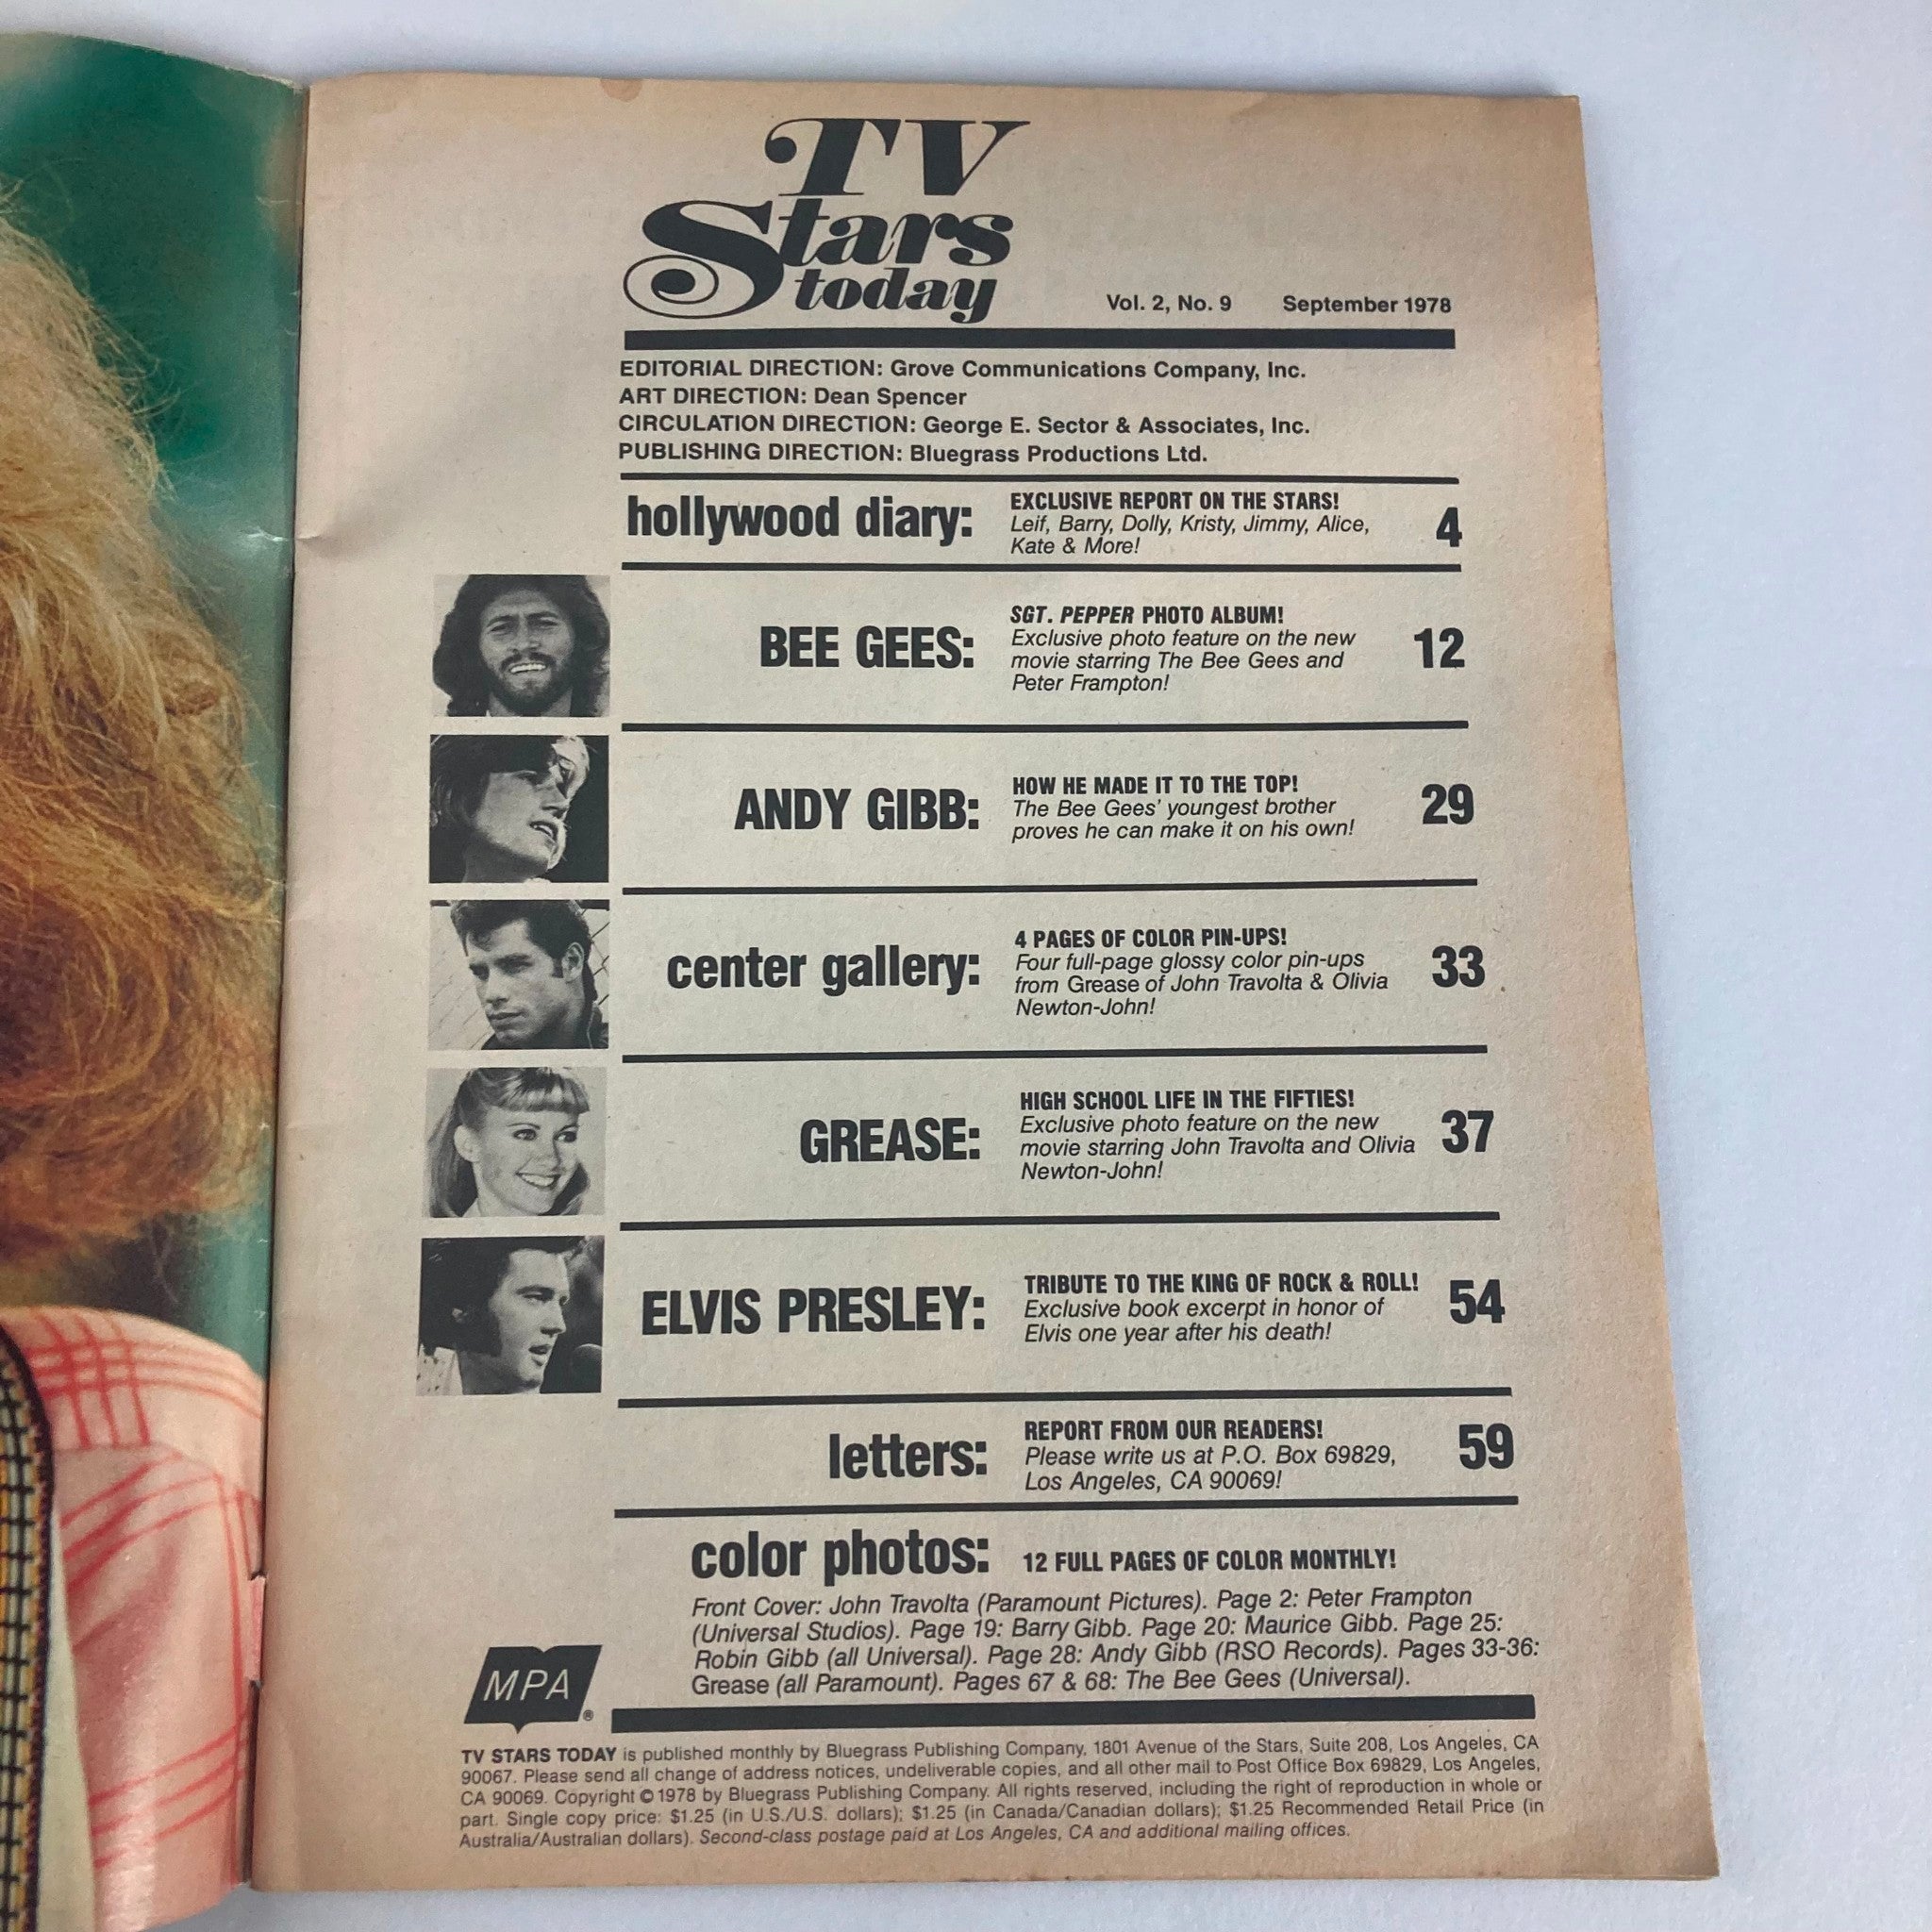 TV
Stars
today
Vol. 2, No. 9 September 1978
EDITORIAL DIRECTION: Grove Communications Company, Inc.
ART DIRECTION: Dean Spencer
CIRCULATION DIRECTION: George E. Sector & Associates, Inc.
PUBLISHING DIRECTION: Bluegrass Productions Ltd.
hollywood diary:
EXCLUSIVE REPORT ON THE STARS!
Leif, Barry, Dolly, Kristy, Jimmy, Alice,
Kate & More!
4
BEE GEES:
SGT. PEPPER PHOTO ALBUM!
Exclusive photo feature on the new
movie starring The Bee Gees and
Peter Frampton!
12
ANDY GIBB:
HOW HE MADE IT TO THE TOP!
The Bee Gees' youngest brother
proves he can make it on his own!
29
center gallery:
4 PAGES OF COLOR PIN-UPS!
Four full-page glossy color pin-ups
from Grease of John Travolta & Olivia
Newton-John!
33
GREASE:
HIGH SCHOOL LIFE IN THE FIFTIES!
Exclusive photo feature on the new
movie starring John Travolta and Olivia
Newton-John!
37
ELVIS PRESLEY:
TRIBUTE TO THE KING OF ROCK & ROLL!
Exclusive book excerpt in honor of
Elvis one year after his death!
54
letters:
REPORT FROM OUR READERS!
Please write us at P.O. Box 69829,
Los Angeles, CA 90069!
59
color photos: 12 FULL PAGES OF COLOR MONTHLY!
Front Cover: John Travolta (Paramount Pictures). Page 2: Peter Frampton
(Universal Studios). Page 19: Barry Gibb. Page 20: Maurice Gibb. Page 25:
Robin Gibb (all Universal). Page 28: Andy Gibb (RSO Records). Pages 33-36:
Grease (all Paramount). Pages 67 & 68: The Bee Gees (Universal).
MPA®
TV STARS TODAY is published monthly by Bluegrass Publishing Company, 1801 Avenue of the Stars, Suite 208, Los Angeles, CA
90067. Please send all change of address notices, undeliverable copies, and all other mail to Post Office Box 69829, Los Angeles,
CA 90069. Copyright © 1978 by Bluegrass Publishing Company. All rights reserved, including the right of reproduction in whole or
part. Single copy price: $1.25 (in U.S./U.S. dollars); $1.25 (in Canada/Canadian dollars); $1.25 Recommended Retail Price (in
Australia/Australian dollars). Second-class postage paid at Los Angeles, CA and additional mailing offices.